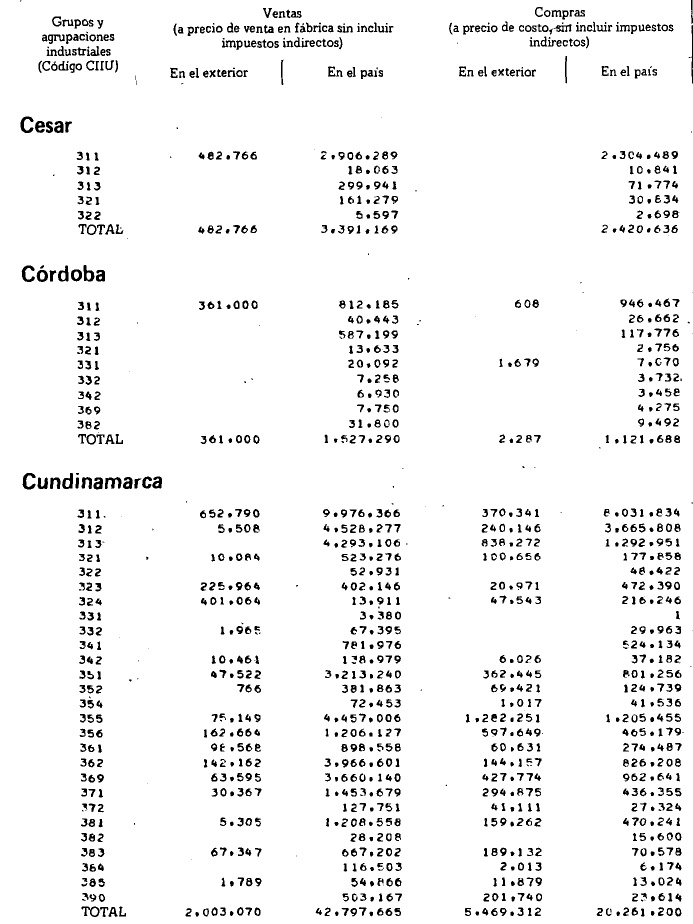 Grupos y agrupaciones industriales (Código CIIU)
Ventas
(a precio de venta en fábrica sin incluir impuestos indirectos)
Compras
(a precio de costo, sin incluir impuestos indirectos)
En el exterior En el país En el exterior En el país
Cesar
311 482.766 2.906.289 2.304.489
312 18.063 10.841
313 299.941 71.774
321 161.279 30.834
322 5.597 2.698
TOTAL 482.766 3.391.169 2.420.636
Córdoba
311 361.000 812.185 608 946.467
312 40.443 26.662
313 587.199 117.776
321 13.633 2.756
331 20.092 1.679 7.070
332 7.258 3.732
342 6.930 3.458
369 7.750 4.275
382 31.800 9.492
TOTAL 361.000 1.527.290 2.287 1.121.688
Cundinamarca
311 652.790 9.976.366 370.341 8.031.834
312 5.508 4.528.277 240.146 3.665.808
313 4.293.106 838.272 1.292.951
321 10.084 523.276 100.656 177.858
322 52.931 48.422
323 225.964 402.146 20.971 472.390
324 401.064 13.911 47.543 216.246
331 3.380 1
332 1.965 67.395 29.963
341 781.976 524.134
342 10.461 138.979 6.026 37.182
351 47.522 3.213.240 362.445 801.256
352 766 381.863 69.421 124.739
354 72.453 1.017 41.536
355 75.149 4.457.006 1.282.251 1.205.455
356 162.664 1.206.127 597.649 465.179
361 98.568 898.558 60.631 274.487
362 142.162 3.966.601 144.157 826.208
369 63.595 3.660.140 427.774 962.641
371 30.367 1.453.679 294.875 436.355
372 127.751 41.111 27.324
381 5.305 1.208.558 159.262 470.241
382 28.208 15.600
383 67.347 667.202 189.132 70.578
384 116.503 2.013 6.174
385 1.789 54.866 11.879 13.024
390 503.167 201.740 23.614
TOTAL 2.003.070 42.797.665 5.469.312 20.261.200